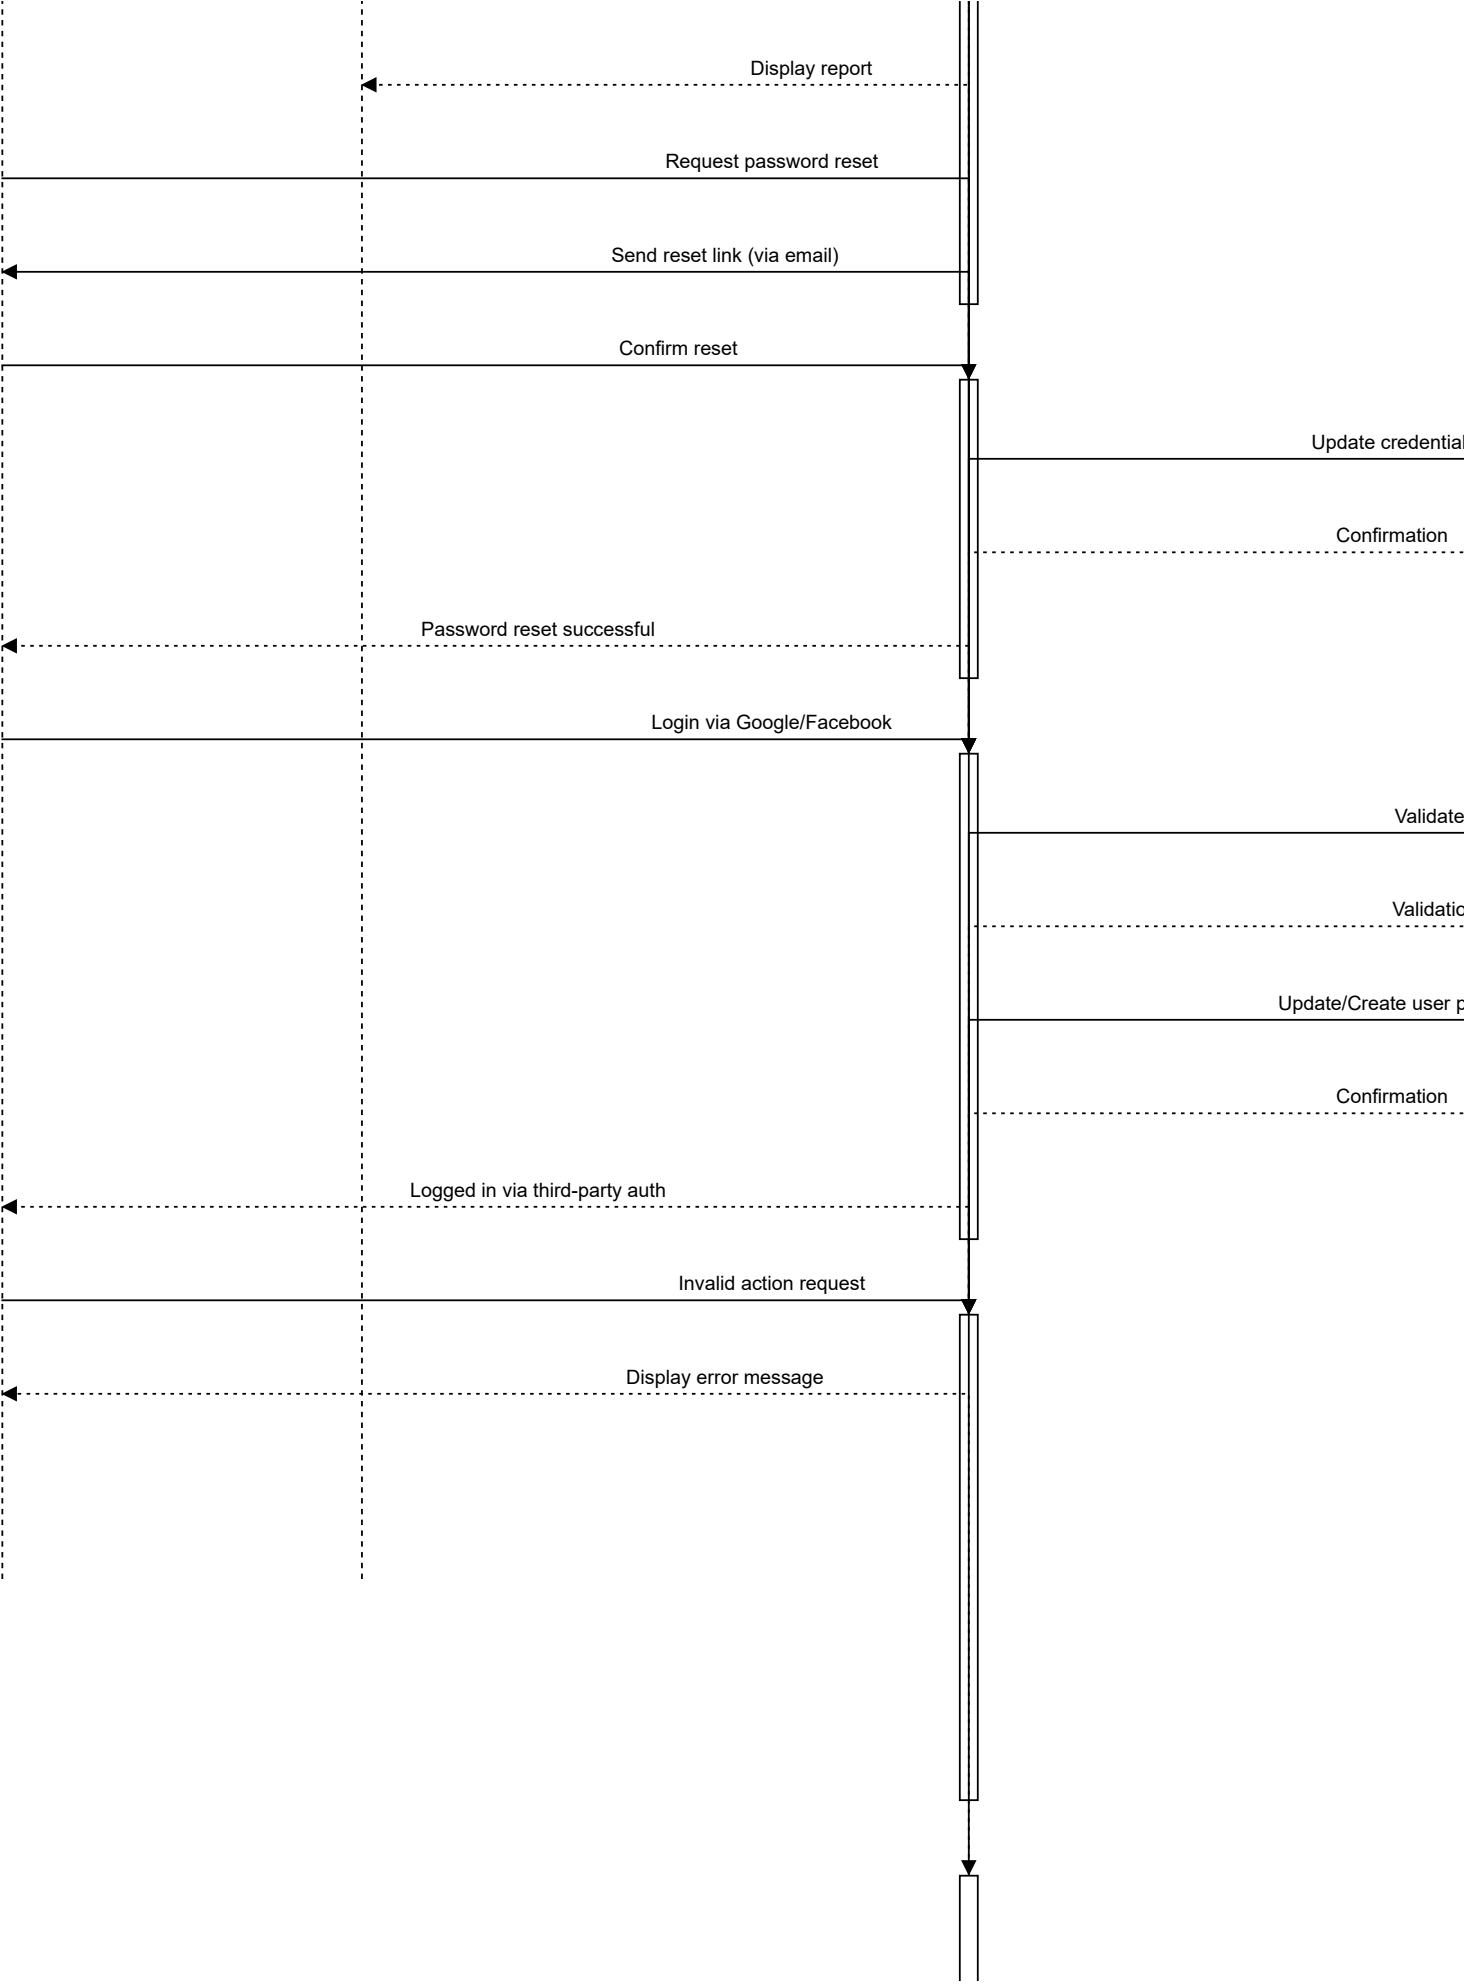 Display report
Request password reset
Send reset link (via email)
Confirm reset
Update credential
Confirmation
Password reset successful
Login via Google/Facebook
Validate
Validatio
Update/Create user p
Confirmation
Logged in via third-party auth
Invalid action request
Display error message